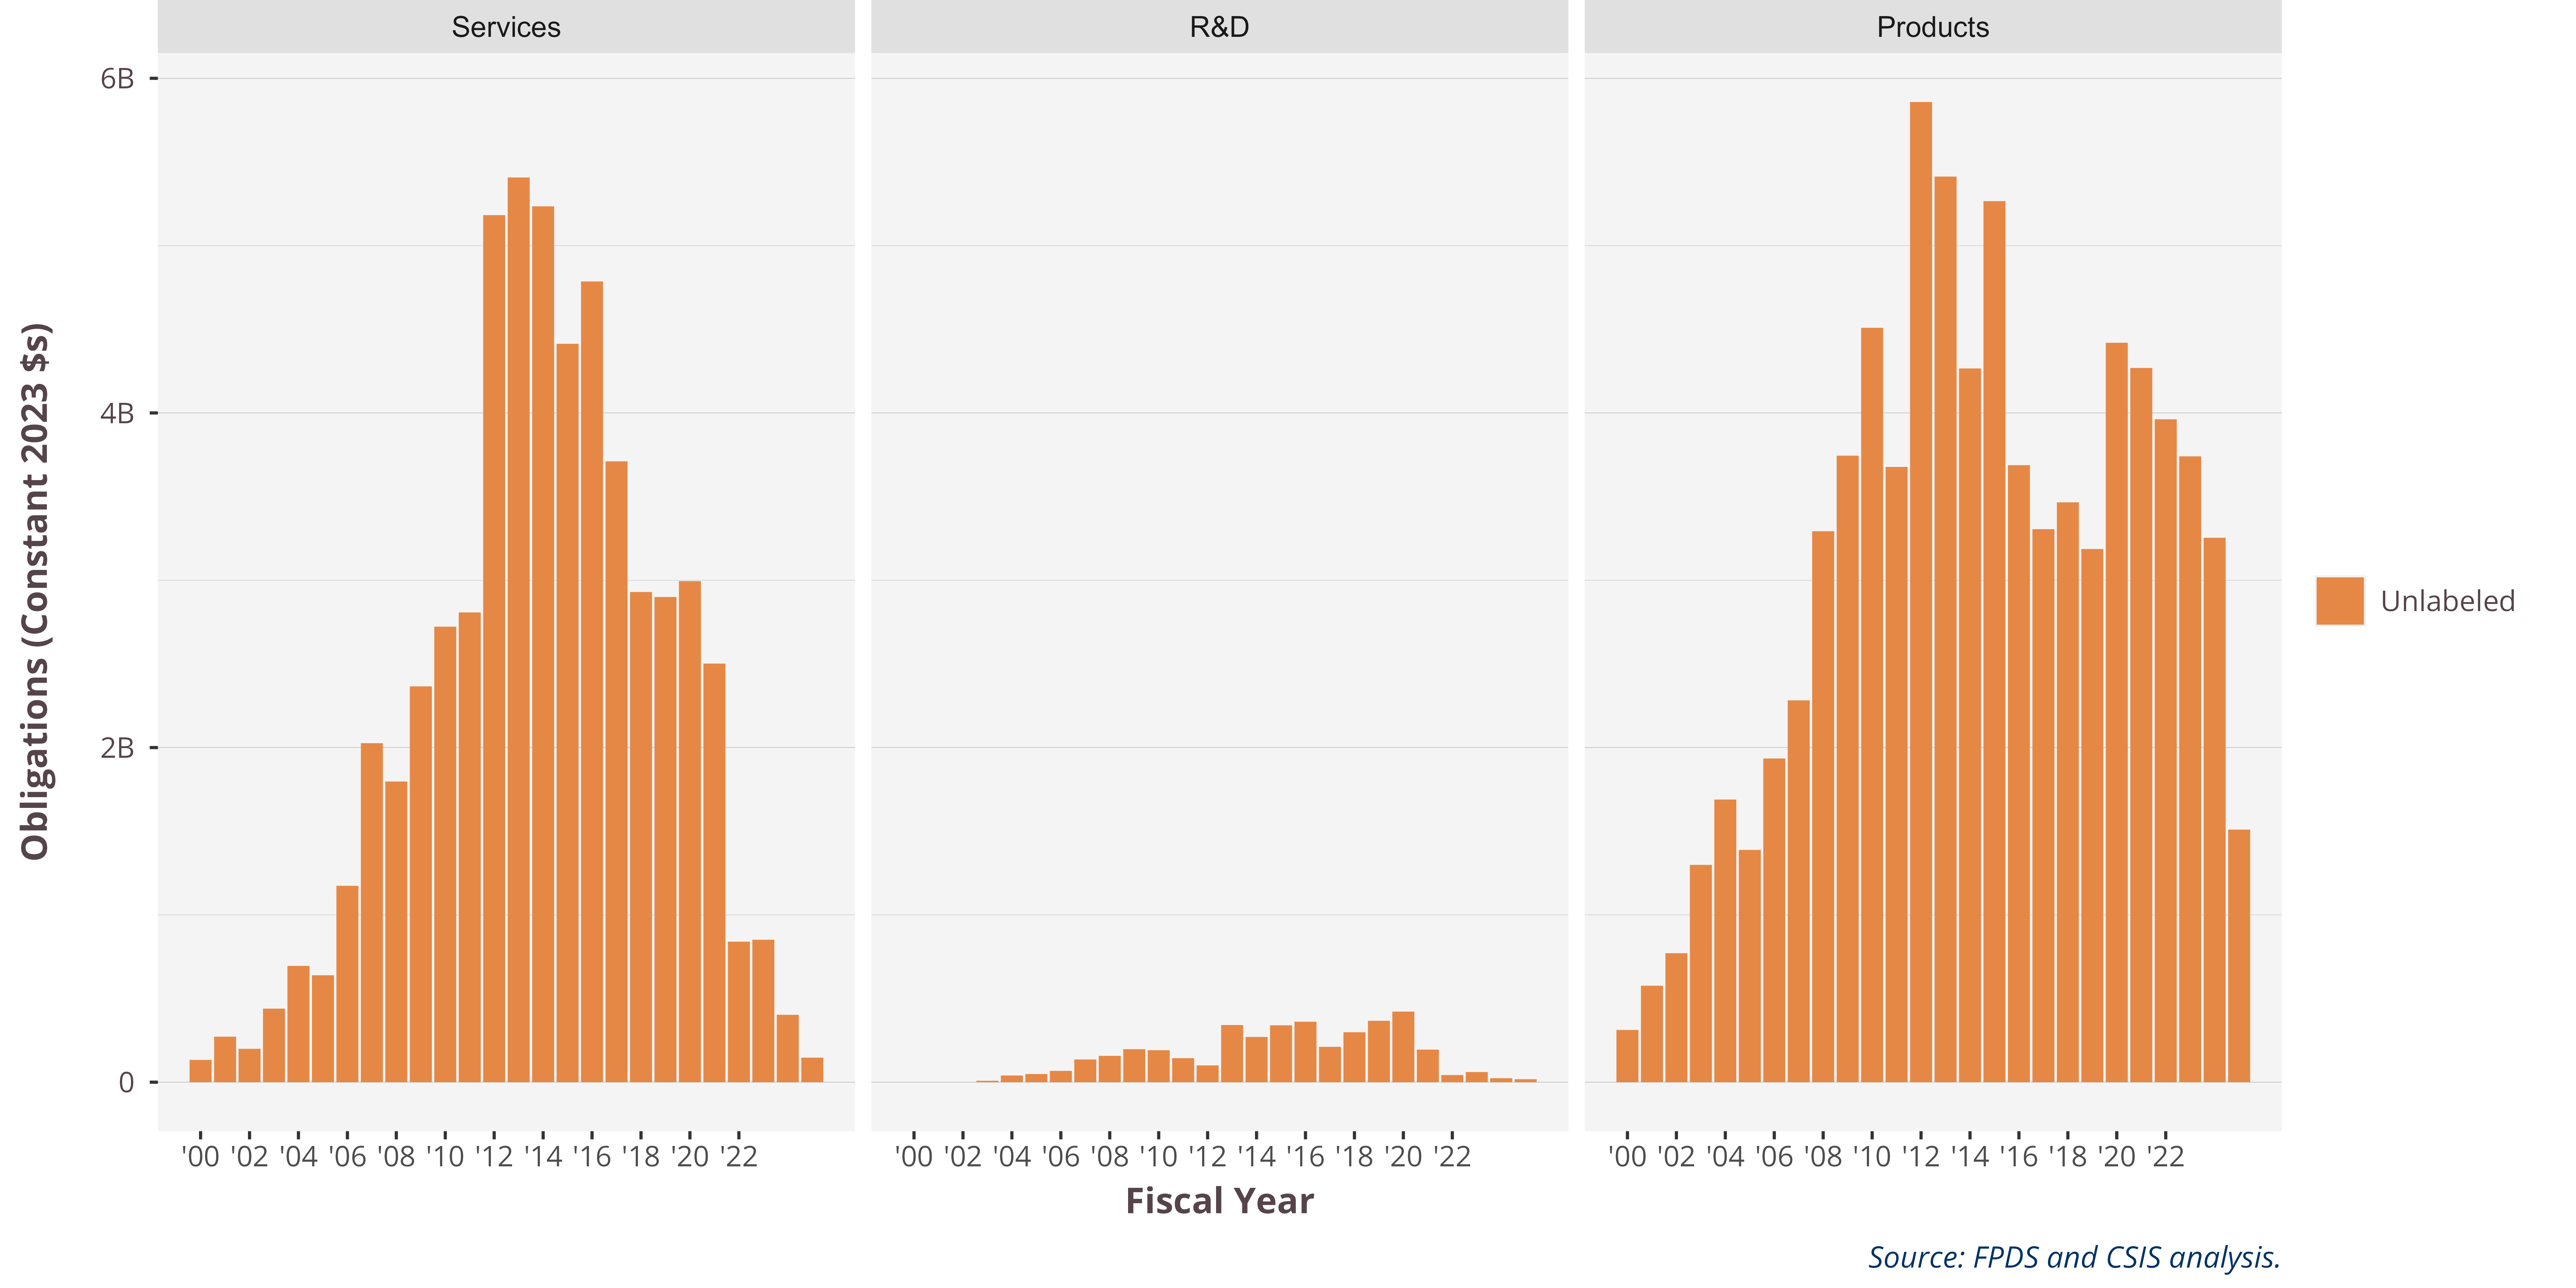 Services
R&D
Products
Obligations (Constant 2023 $s)
6B
4B
2B
0
'00 '02 '04 '06 '08 '10 '12 '14 '16 '18 '20 '22
'00 '02 '04 '06 '08 '10 '12 '14 '16 '18 '20 '22
'00 '02 '04 '06 '08 '10 '12 '14 '16 '18 '20 '22
Fiscal Year
Unlabeled
Source: FPDS and CSIS analysis.